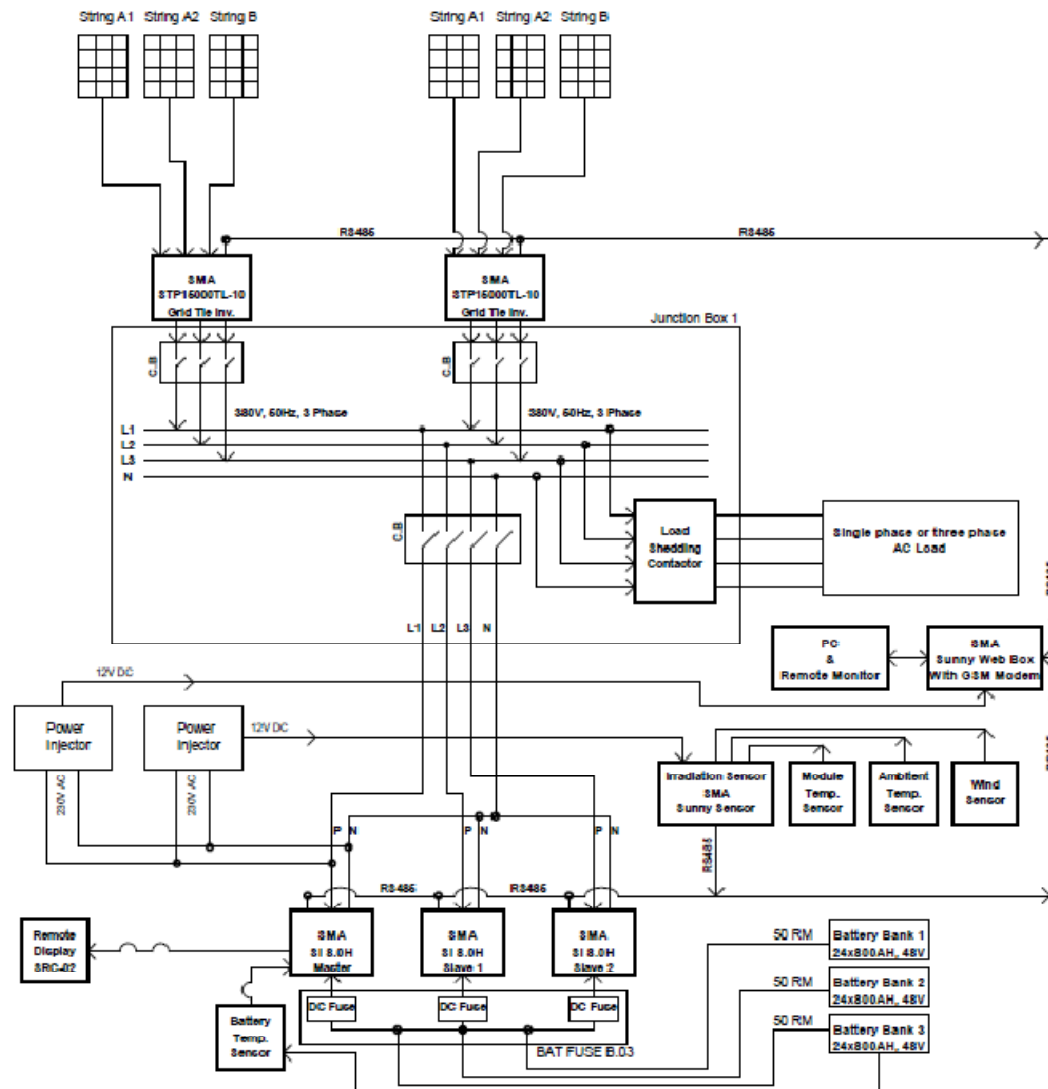 String A1 String A2 String B
String A1 String A2 String B
RS485
RS485
SMA
STP15000TL-10
Grid Tile Inv.
SMA
STP15000TL-10
Grid Tile Inv.
Junction Box 1
C.B
C.B
380V, 50Hz, 3 Phase
380V, 50Hz, 3 Phase
L1
L2
L3
N
C.B
Load
Shedding
Contactor
Single phase or three phase
AC Load
RS485
L1 L2 L3 N
PC
&
Remote Monitor
SMA
Sunny Web Box
With GSM Modem
12V DC
Power
Injector
Power
Injector
12V DC
230V AC
230V AC
RS485
Irradiation Sensor
SMA
Sunny Sensor
Module
Temp.
Sensor
Ambient
Temp.
Sensor
Wind
Sensor
P N
P N
P N
RS485
RS485
RS485
Remote
Display
SRC-02
SMA
SI 8.0H
Master
SMA
SI 8.0H
Slave 1
SMA
SI 8.0H
Slave 2
50 RM
Battery Bank 1
24x800AH, 48V
50 RM
Battery Bank 2
24x800AH, 48V
50 RM
Battery Bank 3
24x800AH, 48V
DC Fuse
DC Fuse
DC Fuse
BAT FUSE B.03
Battery
Temp.
Sensor